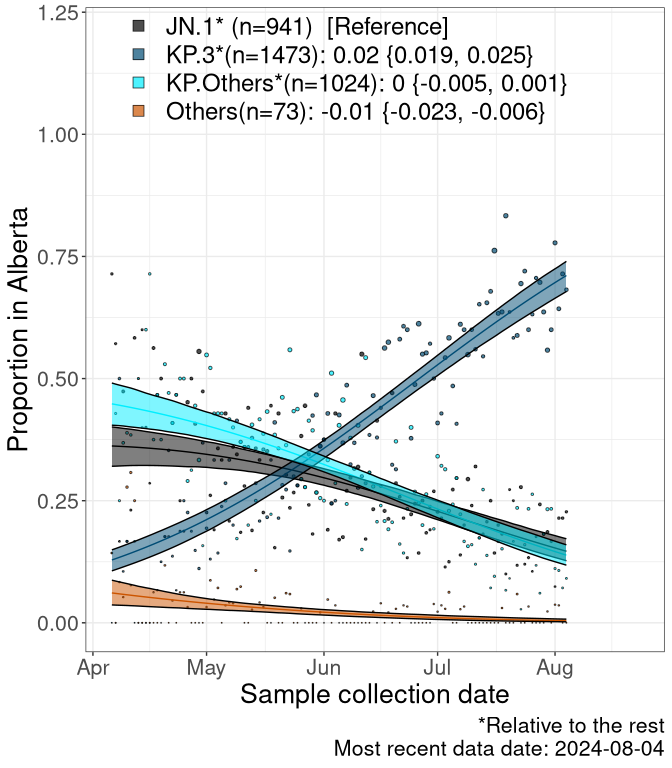 JN.1* (n=941)  [Reference]
KP.3*(n=1473): 0.02 {0.019, 0.025}
KP.Others*(n=1024): 0 {-0.005, 0.001}
Others(n=73): -0.01 {-0.023, -0.006}
Proportion in Alberta
1.25
1.00
0.75
0.50
0.25
0.00
Apr May Jun Jul Aug
Sample collection date
*Relative to the rest
Most recent data date: 2024-08-04